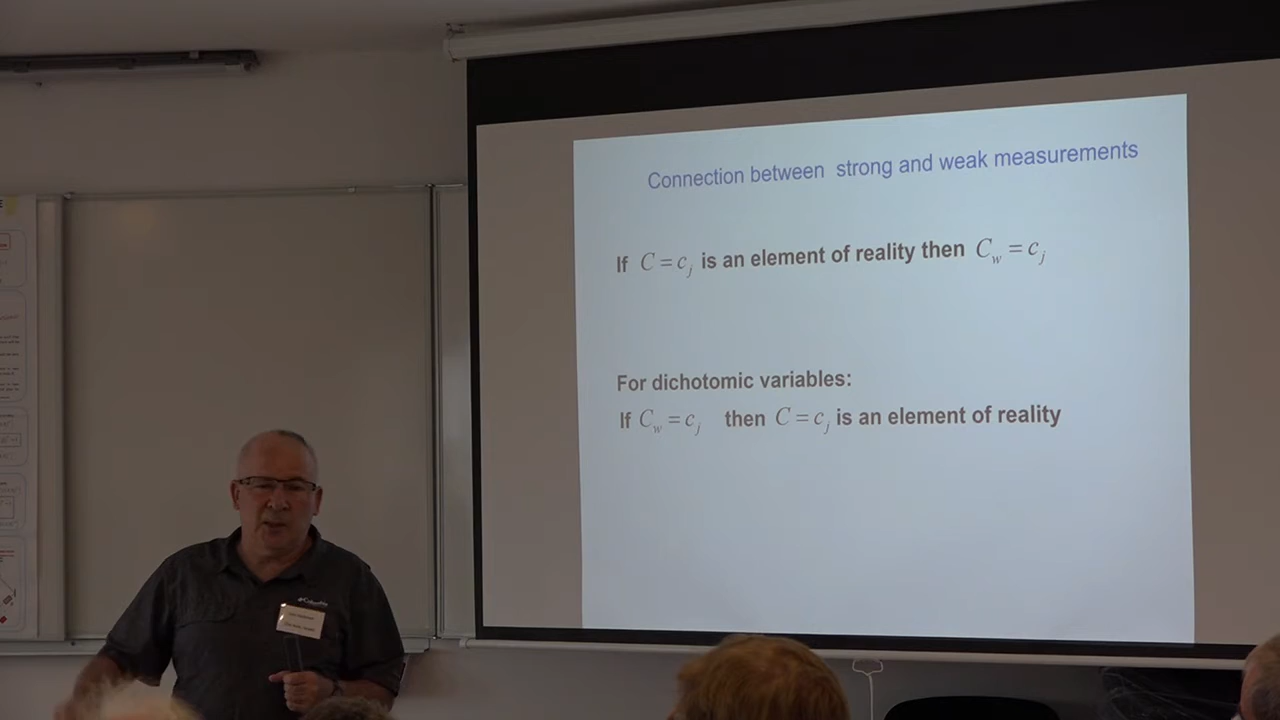 Connection between strong and weak measurements
If C = c_j is an element of reality then C_w = c_j
For dichotomic variables:
If C_w = c_j then C = c_j is an element of reality
Columbia